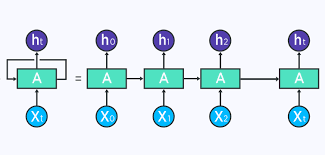 ht h0 h1 h2 ht
A = A A A A
Xt X0 X1 X2 Xt